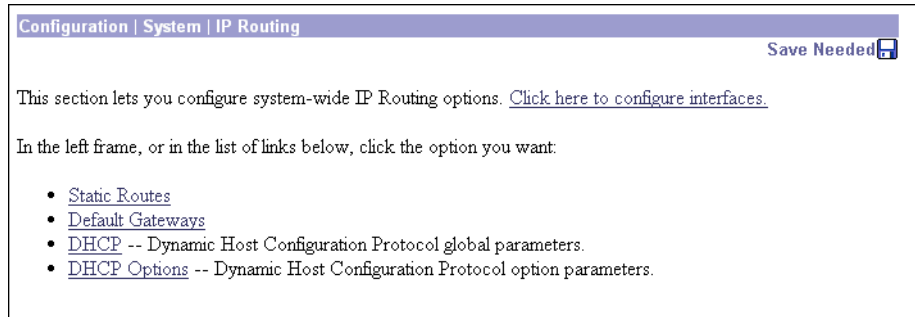 Configuration | System | IP Routing
Save Needed
This section lets you configure system-wide IP Routing options. Click here to configure interfaces.
In the left frame, or in the list of links below, click the option you want:
• Static Routes
• Default Gateways
• DHCP -- Dynamic Host Configuration Protocol global parameters.
• DHCP Options -- Dynamic Host Configuration Protocol option parameters.